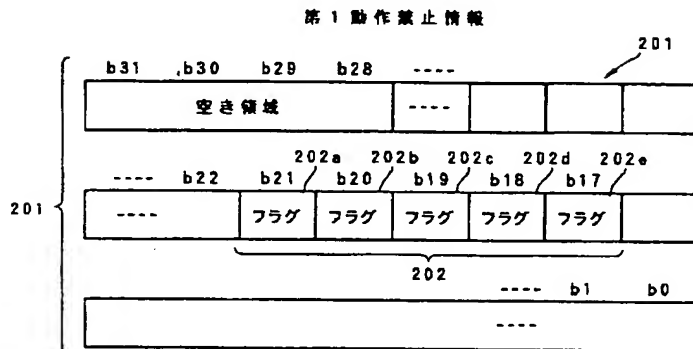 第1動作禁止情報
201
b31 b30 b29 b28 ----
空き領域 ----
202a 202b 202c 202d 202e
---- b22 b21 b20 b19 b18 b17
201
---- フラグ フラグ フラグ フラグ フラグ
202
---- b1 b0
----